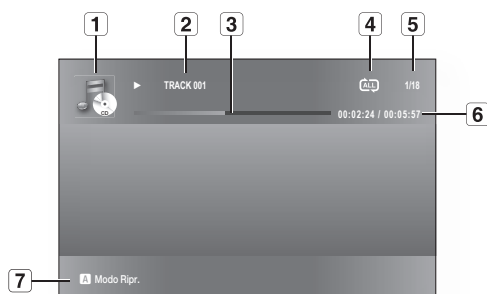 1 2 3 4 5
TRACK 001 ALL 1/18
CD
00:02:24 / 00:05:57 6
7 A Modo Ripr.